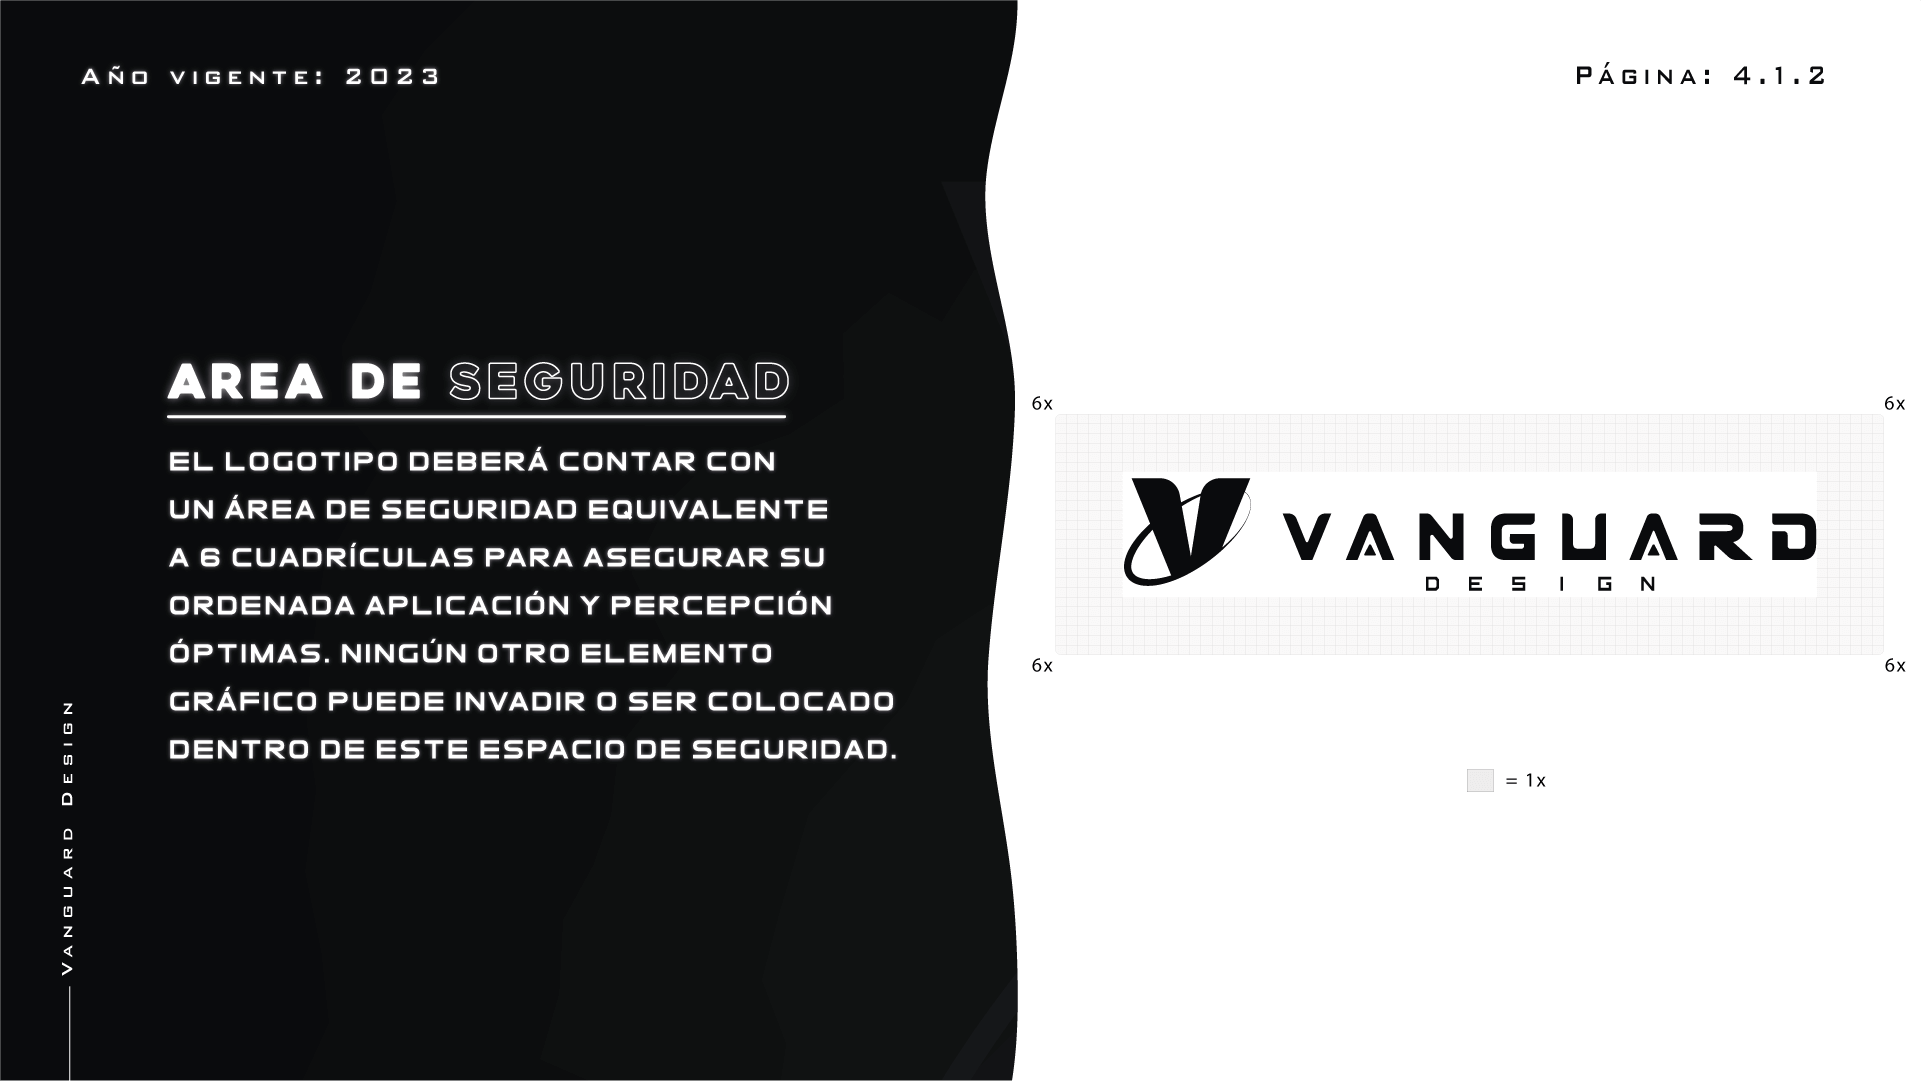 Año vigente: 2023
Página: 4.1.2
AREA DE SEGURIDAD
EL LOGOTIPO DEBERÁ CONTAR CON
UN ÁREA DE SEGURIDAD EQUIVALENTE
A 6 CUADRÍCULAS PARA ASEGURAR SU
ORDENADA APLICACIÓN Y PERCEPCIÓN
ÓPTIMAS. NINGÚN OTRO ELEMENTO
GRÁFICO PUEDE INVADIR O SER COLOCADO
DENTRO DE ESTE ESPACIO DE SEGURIDAD.
Vanguard Design
6x
6x
VANGUARD
DESIGN
6x
6x
= 1x